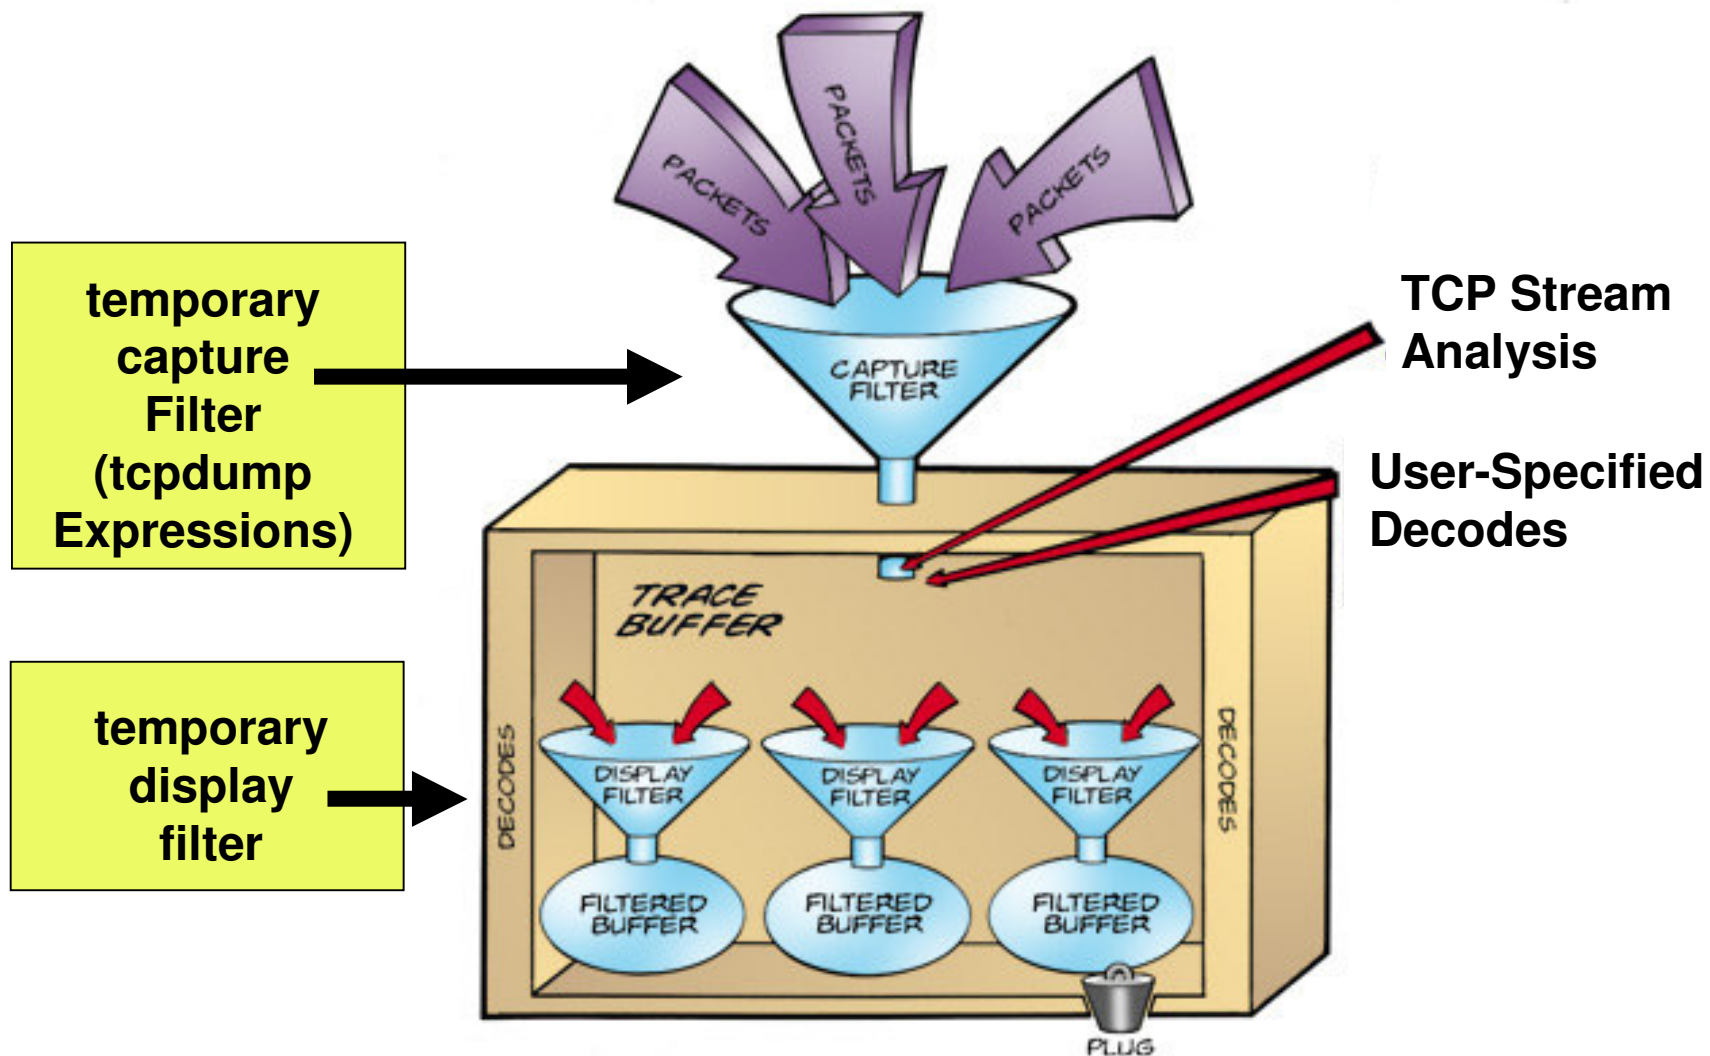 PACKETS
PACKETS
PACKETS
temporary
capture
Filter
(tcpdump
Expressions)
CAPTURE
FILTER
TCP Stream
Analysis
User-Specified
Decodes
TRACE
BUFFER
temporary
display
filter
DECODES
DISPLAY
FILTER
DISPLAY
FILTER
DISPLAY
FILTER
DECODES
FILTERED
BUFFER
FILTERED
BUFFER
FILTERED
BUFFER
PLUG